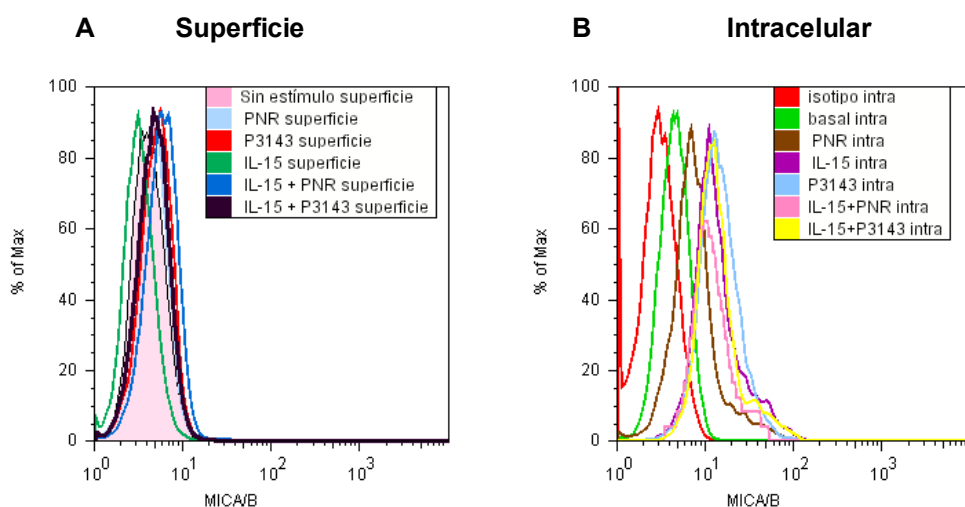 A Superficie
100
80
60
40
20
0
% of Max
Sin estímulo superficie
PNR superficie
P3143 superficie
IL-15 superficie
IL-15 + PNR superficie
IL-15 + P3143 superficie
10^0 10^1 10^2 10^3
MICA/B
B Intracelular
100
80
60
40
20
0
% of Max
isotipo intra
basal intra
PNR intra
IL-15 intra
P3143 intra
IL-15+PNR intra
IL-15+P3143 intra
10^0 10^1 10^2 10^3
MICA/B